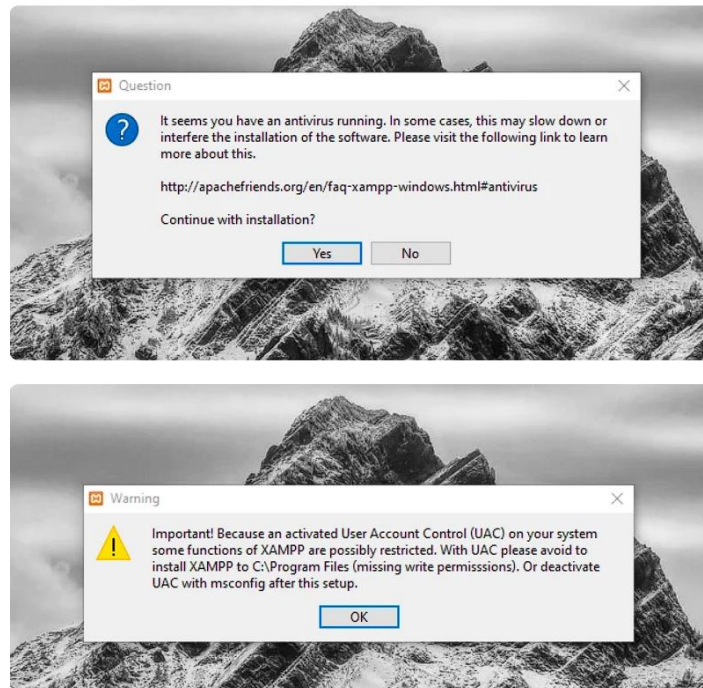 Question
It seems you have an antivirus running. In some cases, this may slow down or
interfere the installation of the software. Please visit the following link to learn
more about this.
http://apachefriends.org/en/faq-xampp-windows.html#antivirus
Continue with installation?
Yes No
Warning
Important! Because an activated User Account Control (UAC) on your system
some functions of XAMPP are possibly restricted. With UAC please avoid to
install XAMPP to C:\Program Files (missing write permisssions). Or deactivate
UAC with msconfig after this setup.
OK